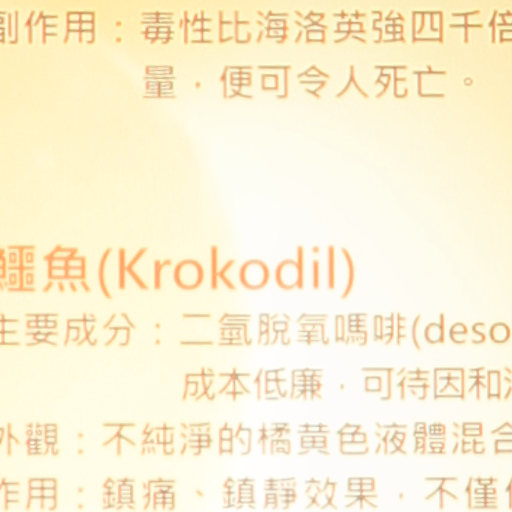 副作用：毒性比海洛英強四千倍
量，便可令人死亡。
鱷魚(Krokodil)
主要成分：二氫脫氧嗎啡(deso
成本低廉，可待因和
外觀：不純淨的橘黃色液體混合
作用：鎮痛、鎮靜效果，不僅